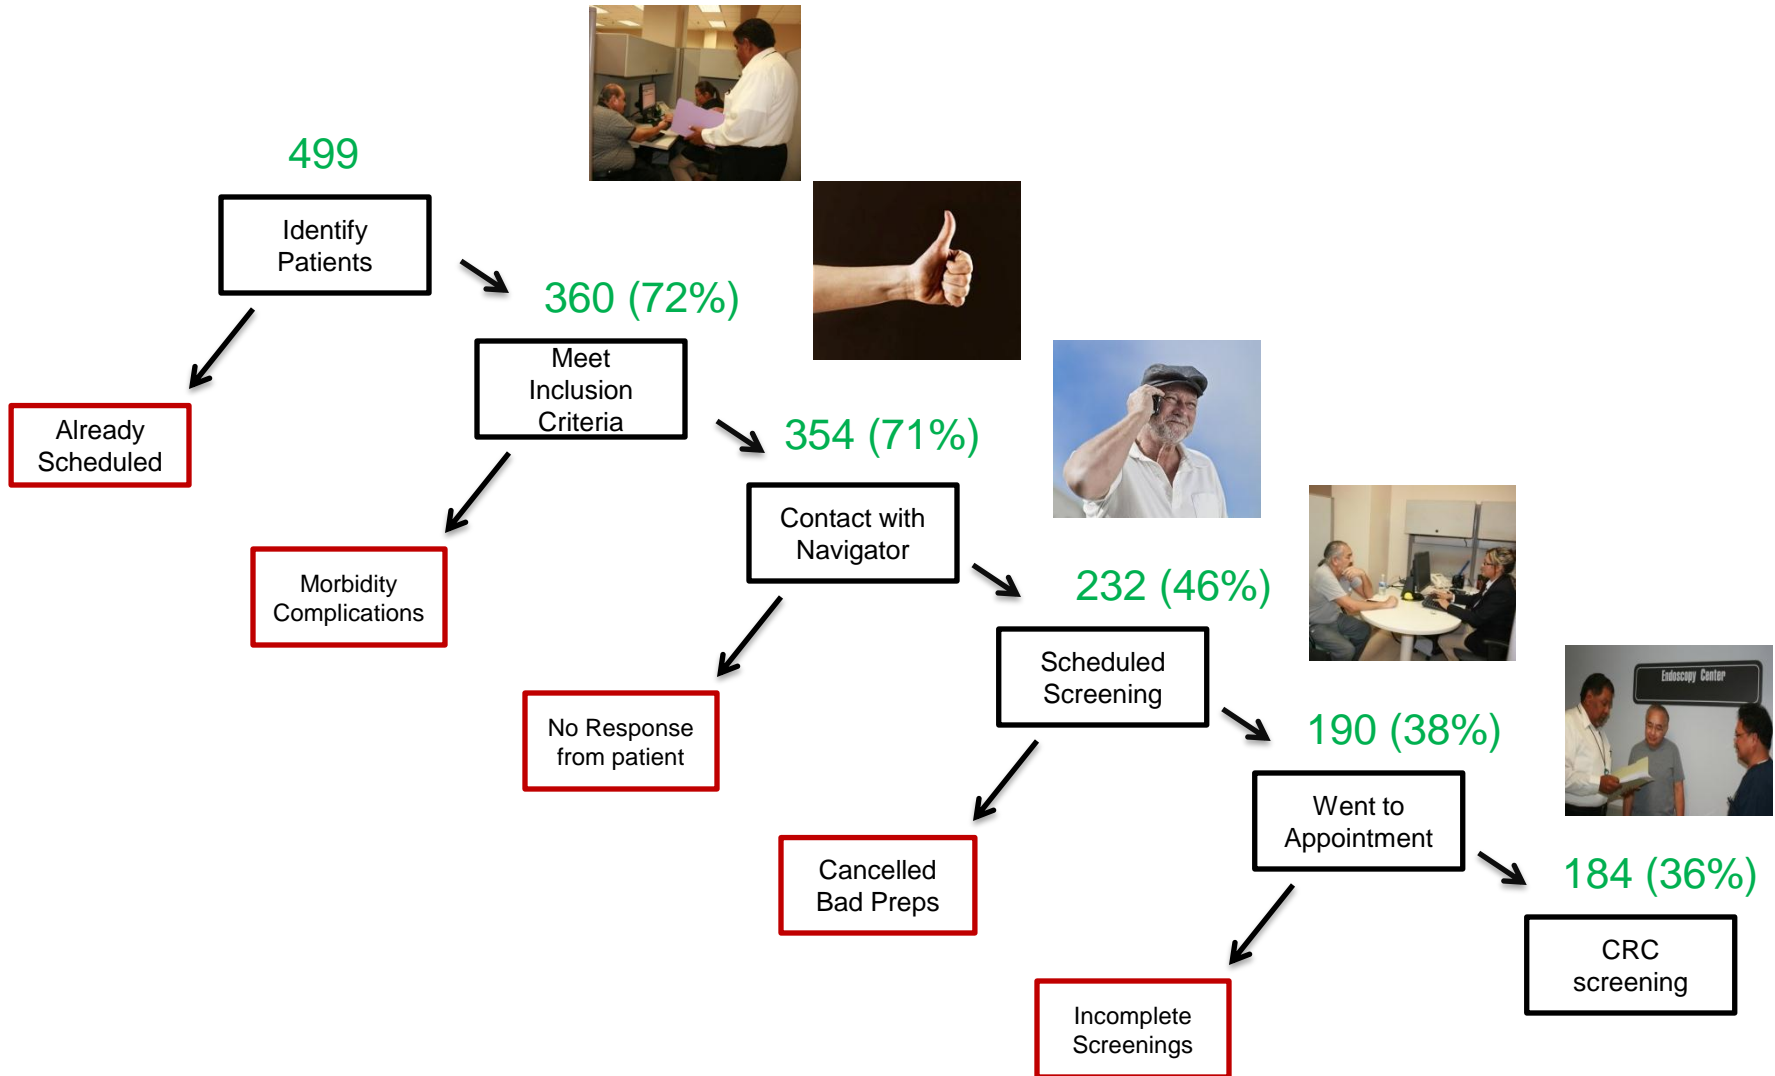 499
Identify
Patients
360 (72%)
Meet
Inclusion
Criteria
Already
Scheduled
354 (71%)
Contact with
Navigator
Morbidity
Complications
232 (46%)
Scheduled
Screening
No Response
from patient
Endoscopy Center
190 (38%)
Went to
Appointment
Cancelled
Bad Preps
184 (36%)
CRC
screening
Incomplete
Screenings